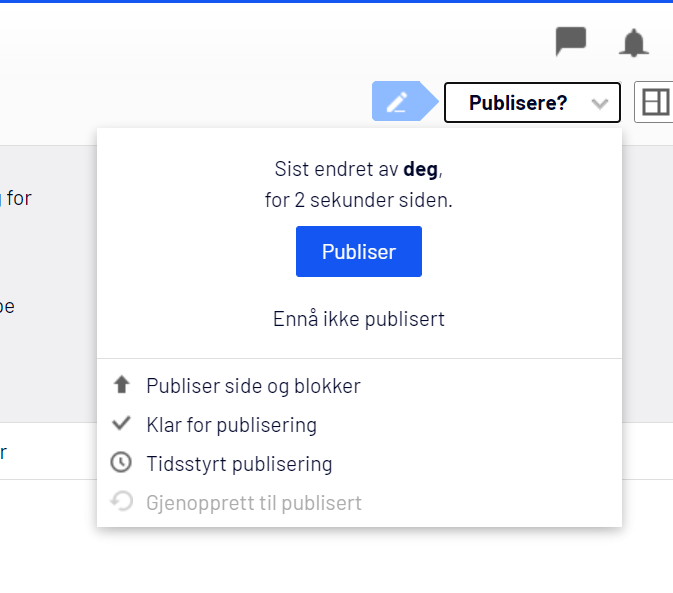 Publisere?
Sist endret av deg,
for 2 sekunder siden.
for
Publiser
Ennå ikke publisert
Publiser side og blokker
Klar for publisering
Tidsstyrt publisering
Gjenopprett til publisert